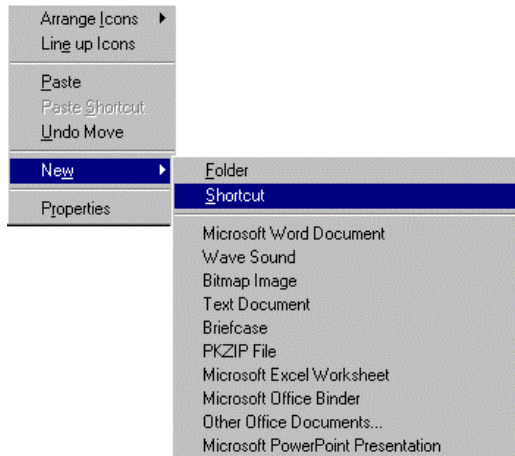 Arrange Icons
Line up Icons
Paste
Paste Shortcut
Undo Move
New
Properties
Folder
Shortcut
Microsoft Word Document
Wave Sound
Bitmap Image
Text Document
Briefcase
PKZIP File
Microsoft Excel Worksheet
Microsoft Office Binder
Other Office Documents...
Microsoft PowerPoint Presentation